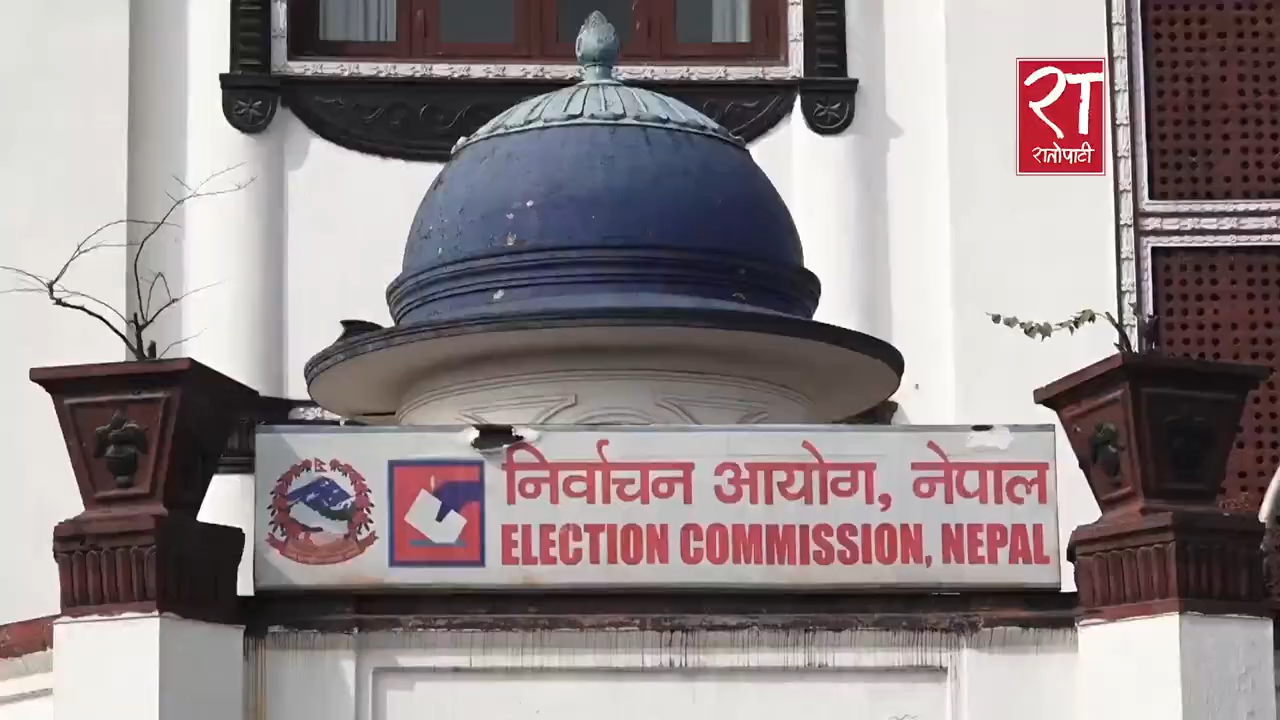 रा
रातोपाटी
निर्वाचन आयोग, नेपाल
ELECTION COMMISSION, NEPAL